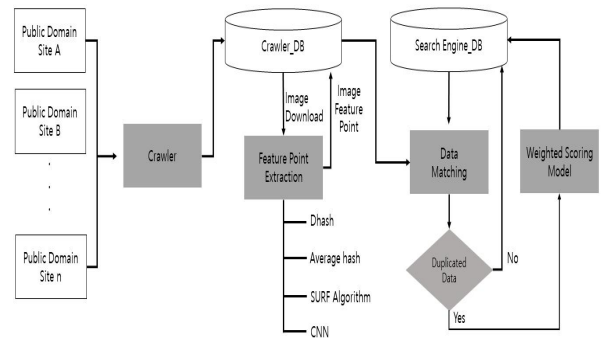 Public Domain
Site A
Public Domain
Site B
.
.
.
Public Domain
Site n
Crawler
Crawler_DB
Image
Download
Image
Feature
Point
Feature Point
Extraction
Dhash
Average hash
SURF Algorithm
CNN
Search Engine_DB
Data
Matching
Duplicated
Data
No
Yes
Weighted Scoring
Model